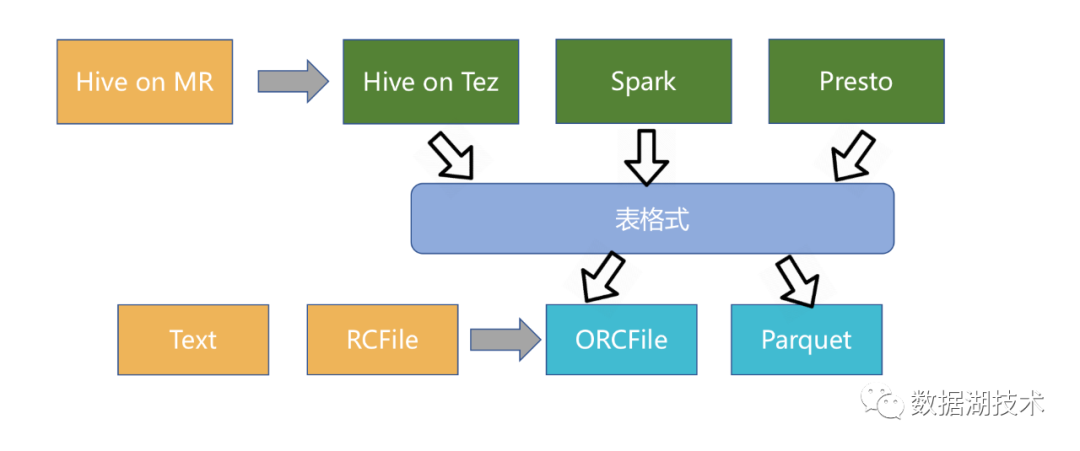 Hive on MR
Hive on Tez
Spark
Presto
表格式
Text
RCFile
ORCFile
Parquet
数据湖技术